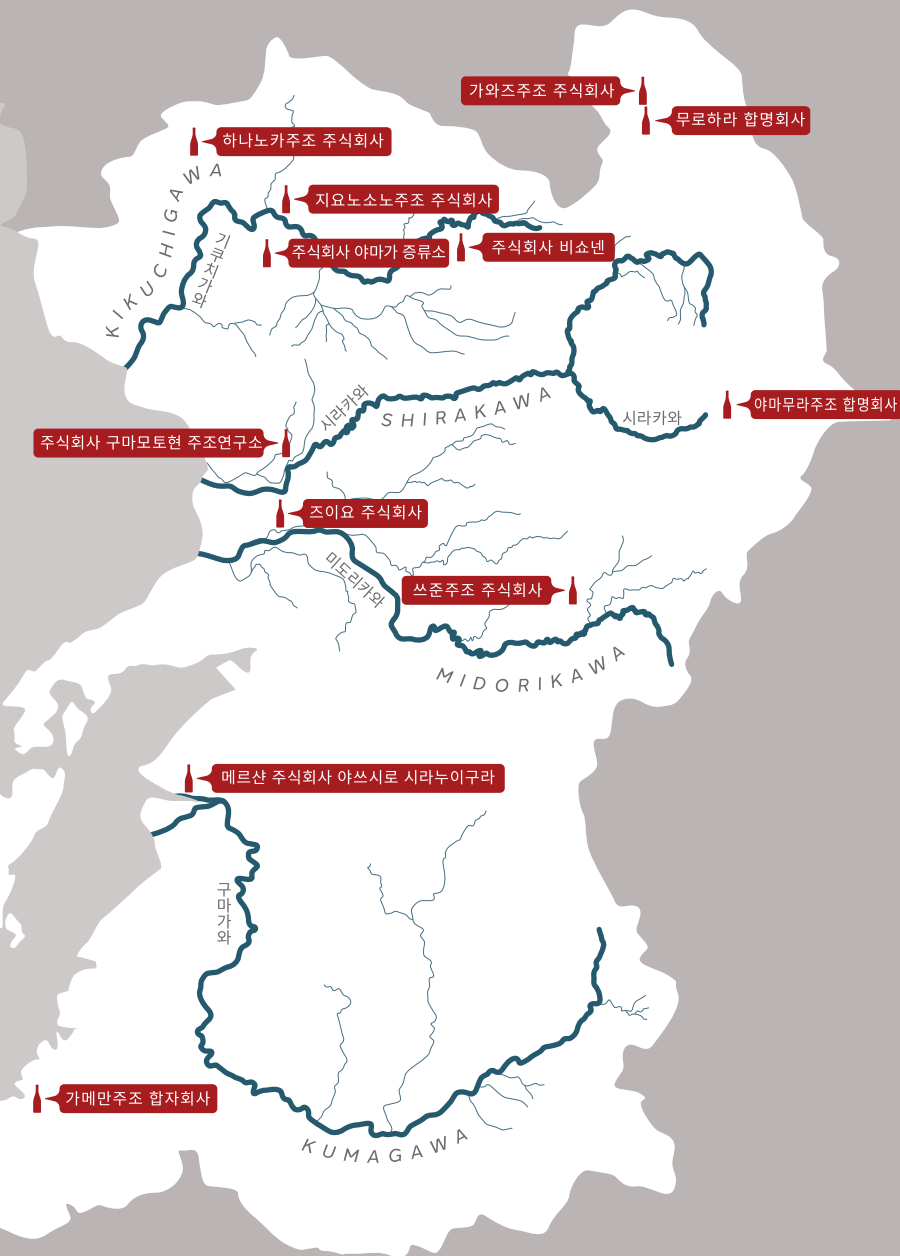 가와즈주조 주식회사
무로하라 합명회사
하나노카주조 주식회사
KIKUCHIGAWA
지요노소노주조 주식회사
기쿠치가와
주식회사 야마가 증류소
주식회사 비쇼넨
시라카와
SHIRAKAWA
시라카와
야마무라주조 합명회사
주식회사 구마모토현 주조연구소
즈이요 주식회사
미도리카와
쓰준주조 주식회사
MIDORIKAWA
메르샨 주식회사 야쓰시로 시라누이구라
구마가와
가메만주조 합자회사
KUMAGAWA